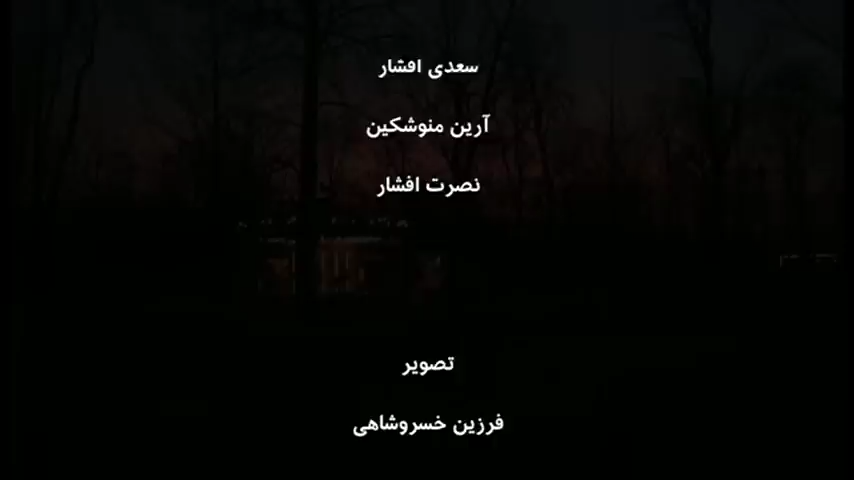 سعدی افشار
آرین منوشکین
نصرت افشار
تصویر
فرزین خسروشاهی